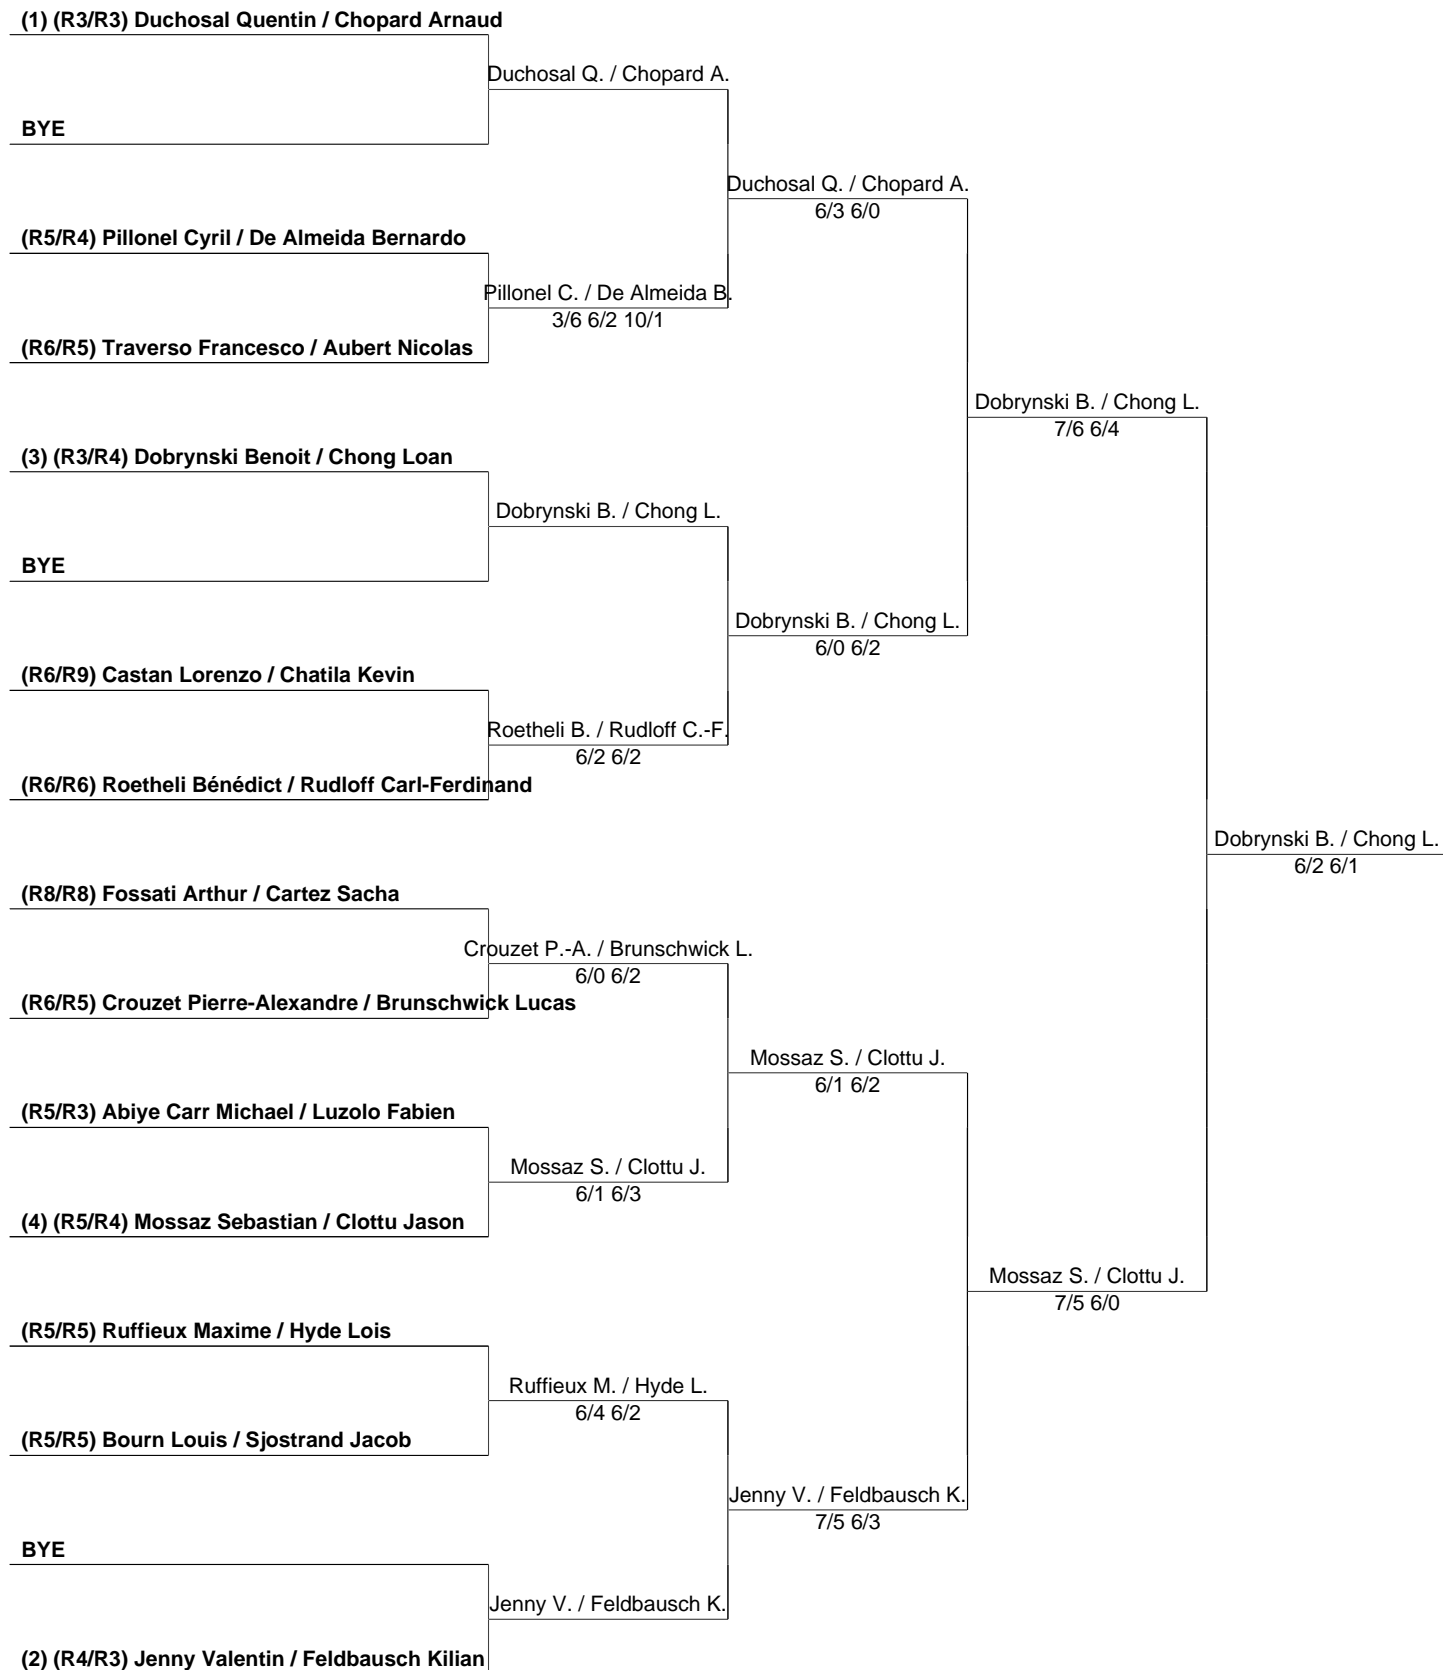 (1) (R3/R3) Duchosal Quentin / Chopard Arnaud
Duchosal Q. / Chopard A.
BYE
Duchosal Q. / Chopard A.
6/3 6/0
(R5/R4) Pillonel Cyril / De Almeida Bernardo
Pillonel C. / De Almeida B.
3/6 6/2 10/1
(R6/R5) Traverso Francesco / Aubert Nicolas
Dobrynski B. / Chong L.
7/6 6/4
(3) (R3/R4) Dobrynski Benoit / Chong Loan
Dobrynski B. / Chong L.
BYE
Dobrynski B. / Chong L.
6/0 6/2
(R6/R9) Castan Lorenzo / Chatila Kevin
Roetheli B. / Rudloff C.-F.
6/2 6/2
(R6/R6) Roetheli Bénédict / Rudloff Carl-Ferdinand
Dobrynski B. / Chong L.
6/2 6/1
(R8/R8) Fossati Arthur / Cartez Sacha
Crouzet P.-A. / Brunschwick L.
6/0 6/2
(R6/R5) Crouzet Pierre-Alexandre / Brunschwick Lucas
Mossaz S. / Clottu J.
6/1 6/2
(R5/R3) Abiye Carr Michael / Luzolo Fabien
Mossaz S. / Clottu J.
6/1 6/3
(4) (R5/R4) Mossaz Sebastian / Clottu Jason
Mossaz S. / Clottu J.
7/5 6/0
(R5/R5) Ruffieux Maxime / Hyde Lois
Ruffieux M. / Hyde L.
6/4 6/2
(R5/R5) Bourn Louis / Sjostrand Jacob
Jenny V. / Feldbausch K.
7/5 6/3
BYE
Jenny V. / Feldbausch K.
(2) (R4/R3) Jenny Valentin / Feldbausch Kilian